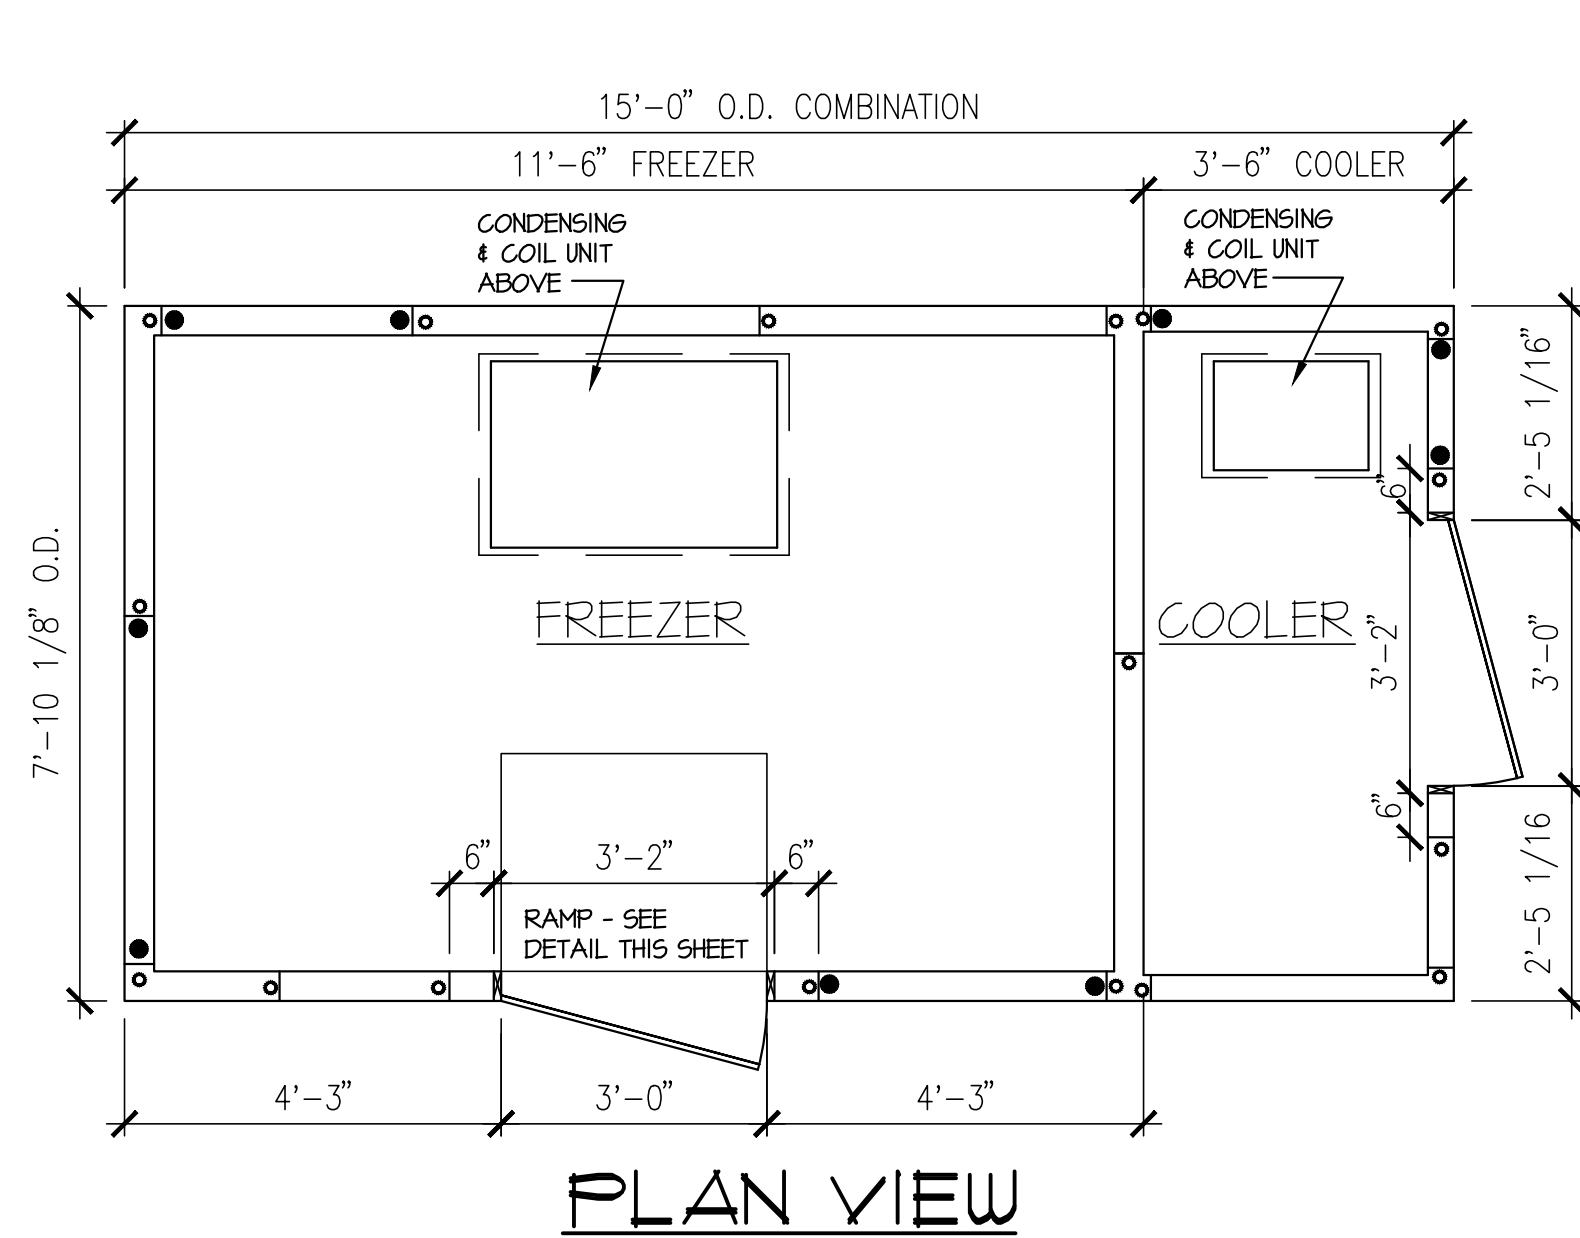 15'-0" O.D. COMBINATION
11'-6" FREEZER
3'-6" COOLER
CONDENSING
& COIL UNIT
ABOVE
CONDENSING
& COIL UNIT
ABOVE
2'-5 1/16"
6"
7'-10 1/8" O.D.
FREEZER
COOLER
3'-2"
3'-0"
6"
2'-5 1/16
6"
3'-2"
6"
RAMP - SEE
DETAIL THIS SHEET
4'-3"
3'-0"
4'-3"
PLAN VIEW